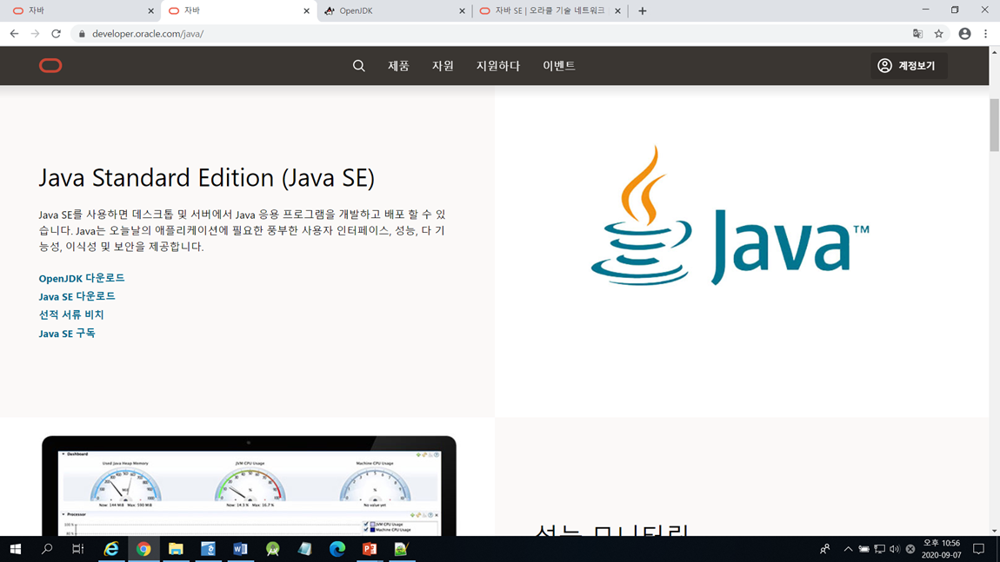 자바
자바
OpenJDK
자바 SE | 오라클 기술 네트워크
developer.oracle.com/java/
제품
자원
지원하다
이벤트
계정보기
Java Standard Edition (Java SE)
Java SE를 사용하면 데스크톱 및 서버에서 Java 응용 프로그램을 개발하고 배포 할 수 있
습니다. Java는 오늘날의 애플리케이션에 필요한 풍부한 사용자 인터페이스, 성능, 다 기
능성, 이식성 및 보안을 제공합니다.
OpenJDK 다운로드
Java SE 다운로드
선적 서류 비치
Java SE 구독
Java™
Dashboard
Used Java Heap Memory
JVM CPU Usage
Machine CPU Usage
Now: 144 MiB Max: 590 MiB
Now: 14.3 % Max: 16.7 %
No value yet
Processor
100 %
JVM CPU Usage
Machine CPU Usage
성능 모니터링
오후 10:56
2020-09-07